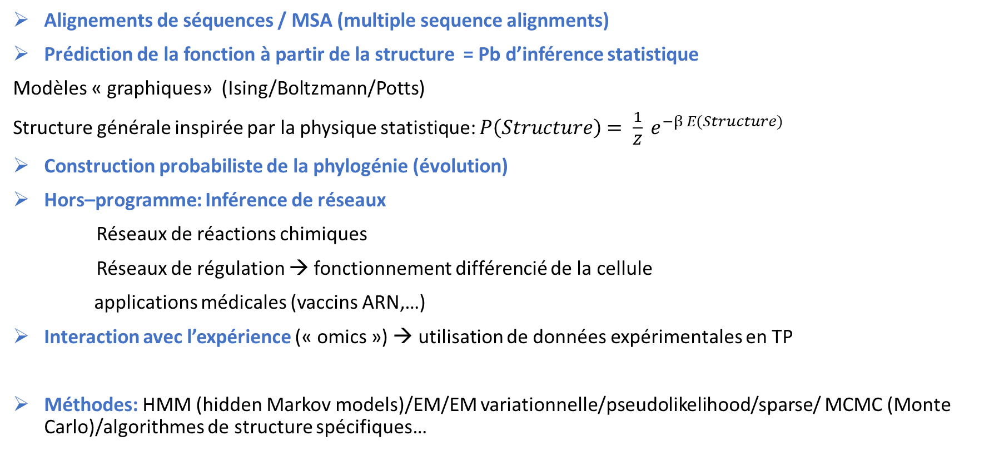 ➢ Alignements de séquences / MSA (multiple sequence alignments)
➢ Prédiction de la fonction à partir de la structure = Pb d’inférence statistique
Modèles « graphiques» (Ising/Boltzmann/Potts)
Structure générale inspirée par la physique statistique: P(Structure) = 1/z e^{−β E(Structure)}
➢ Construction probabiliste de la phylogénie (évolution)
➢ Hors–programme: Inférence de réseaux
Réseaux de réactions chimiques
Réseaux de régulation → fonctionnement différencié de la cellule
applications médicales (vaccins ARN,...)
➢ Interaction avec l’expérience (« omics ») → utilisation de données expérimentales en TP
➢ Méthodes: HMM (hidden Markov models)/EM/EM variationnelle/pseudolikelihood/sparse/ MCMC (Monte
Carlo)/algorithmes de structure spécifiques...